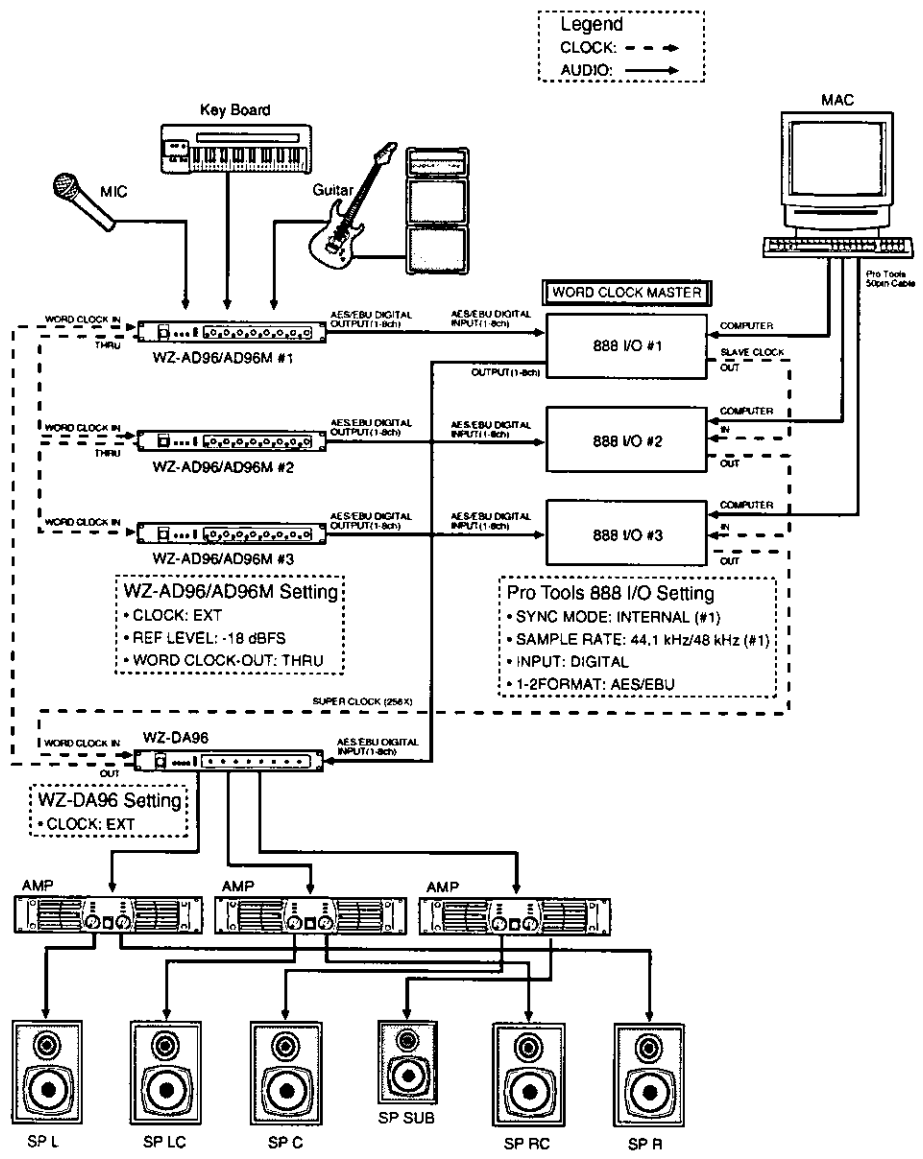 Legend
CLOCK:
AUDIO:
MAC
Key Board
MIC
Guitar
Pro Tools
50pin Cable
WORD CLOCK MASTER
WORD CLOCK IN
THRU
WZ-AD96/AD96M #1
AES/EBU DIGITAL
OUTPUT(1-8ch)
AES/EBU DIGITAL
INPUT(1-8ch)
888 I/O #1
OUTPUT(1-8ch)
COMPUTER
SLAVE CLOCK
OUT
WORD CLOCK IN
THRU
WZ-AD96/AD96M #2
AES/EBU DIGITAL
OUTPUT(1-8ch)
AES/EBU DIGITAL
INPUT(1-8ch)
888 I/O #2
COMPUTER
IN
OUT
WORD CLOCK IN
WZ-AD96/AD96M #3
AES/EBU DIGITAL
OUTPUT(1-8ch)
AES/EBU DIGITAL
INPUT(1-8ch)
888 I/O #3
COMPUTER
IN
OUT
WZ-AD96/AD96M Setting
• CLOCK: EXT
• REF LEVEL: -18 dBFS
• WORD CLOCK-OUT: THRU
Pro Tools 888 I/O Setting
• SYNC MODE: INTERNAL (#1)
• SAMPLE RATE: 44.1 kHz/48 kHz (#1)
• INPUT: DIGITAL
• 1-2FORMAT: AES/EBU
SUPER CLOCK (256X)
WZ-DA96
WORD CLOCK IN
OUT
AES/EBU DIGITAL
INPUT(1-8ch)
WZ-DA96 Setting
• CLOCK: EXT
AMP
AMP
AMP
SP L
SP LC
SP C
SP SUB
SP RC
SP R